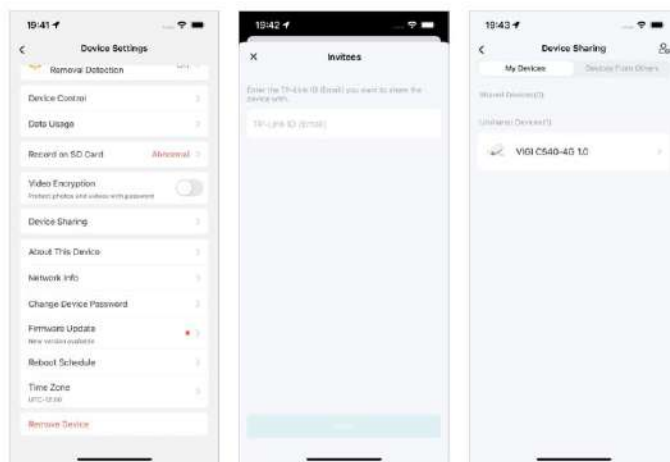 19:41
Device Settings
Removal Detection
Device Control
Data Usage
Record on SD Card
Abnormal
Video Encryption
Protect photos and videos with password
Device Sharing
About This Device
Network Info
Change Device Password
Firmware Update
New version available
Reboot Schedule
Time Zone
Remove Device
19:42
Invitees
Enter the TP-Link ID (Email) you want to share the
device with.
TP-Link ID (Email)
19:43
Device Sharing
My Devices
Devices From Others
VIGI C540-4G 1.0